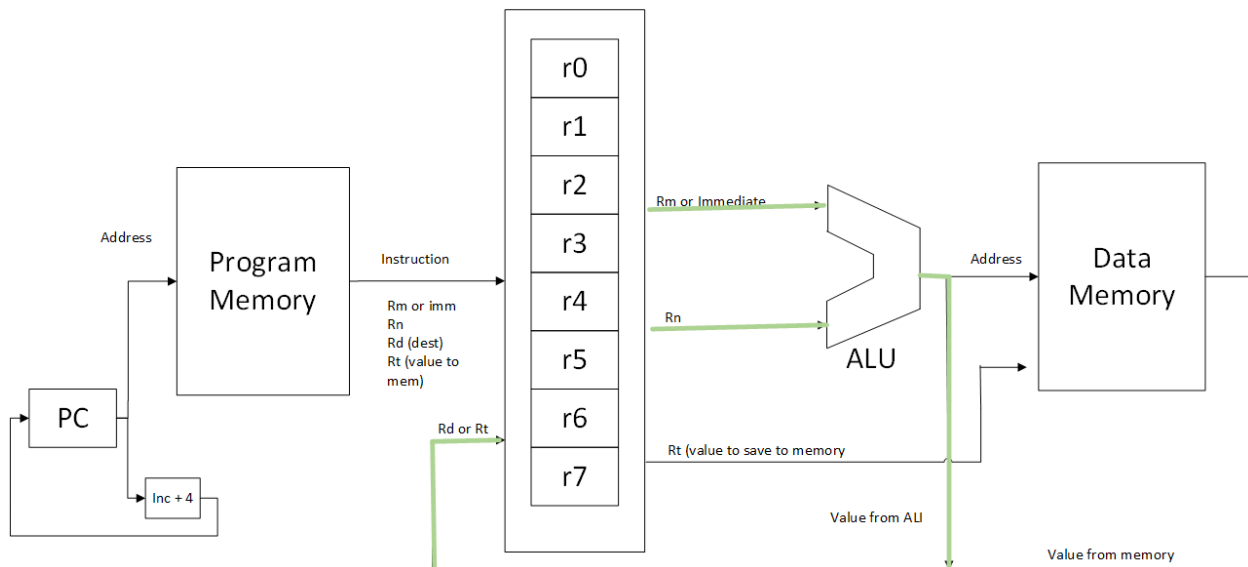 r0
r1
r2
r3
r4
r5
r6
r7
Address
Program
Memory
Instruction
Rm or imm
Rn
Rd (dest)
Rt (value to
mem)
PC
Inc + 4
Rd or Rt
Rm or Immediate
Rn
ALU
Address
Data
Memory
Rt (value to save to memory
Value from ALI
Value from memory